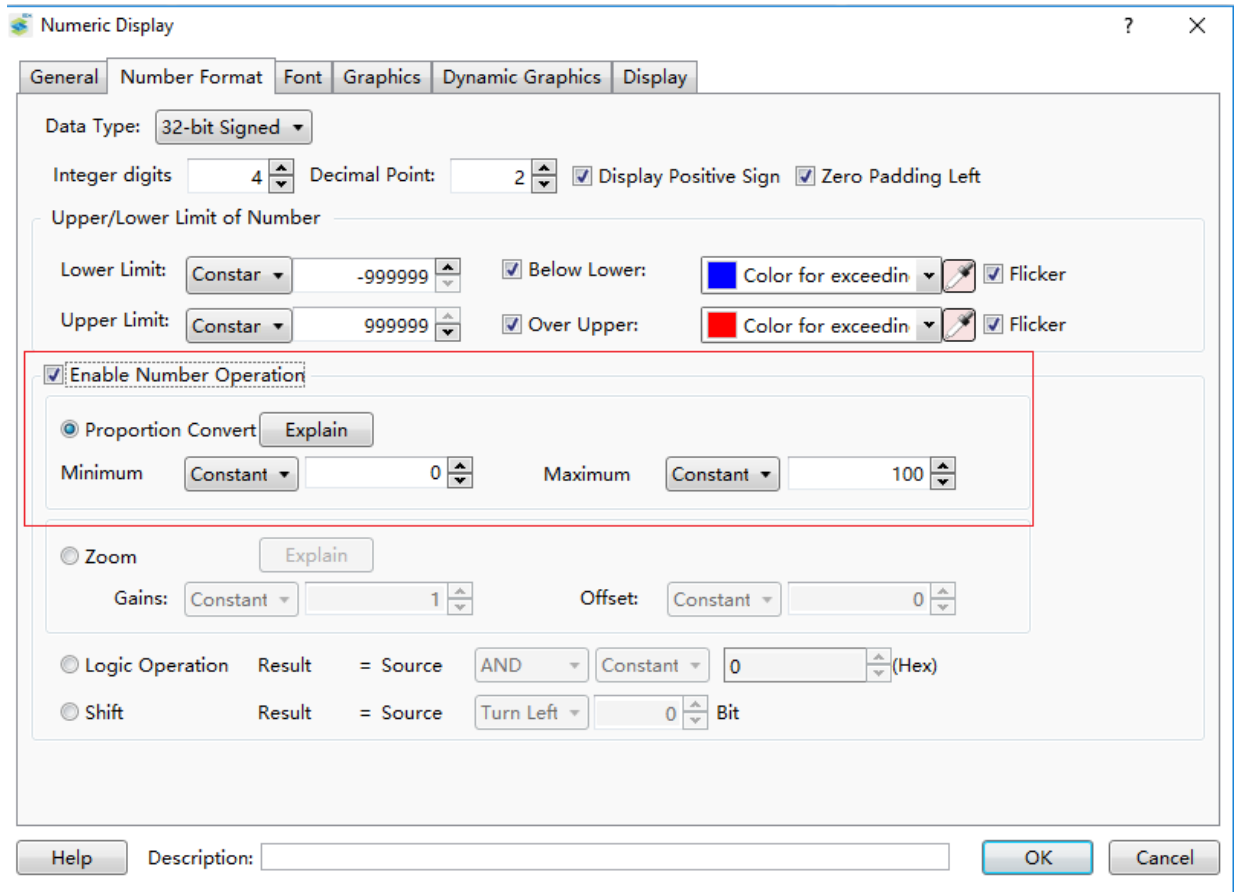 Numeric Display ?
General Number Format Font Graphics Dynamic Graphics Display
Data Type: 32-bit Signed
Integer digits 4 Decimal Point: 2 Display Positive Sign Zero Padding Left
Upper/Lower Limit of Number
Lower Limit: Constar -999999 Below Lower: Color for exceedin Flicker
Upper Limit: Constar 999999 Over Upper: Color for exceedin Flicker
Enable Number Operation
Proportion Convert Explain
Minimum Constant 0 Maximum Constant 100
Zoom Explain
Gains: Constant 1 Offset: Constant 0
Logic Operation Result = Source AND Constant 0 (Hex)
Shift Result = Source Turn Left 0 Bit
Help Description: OK Cancel